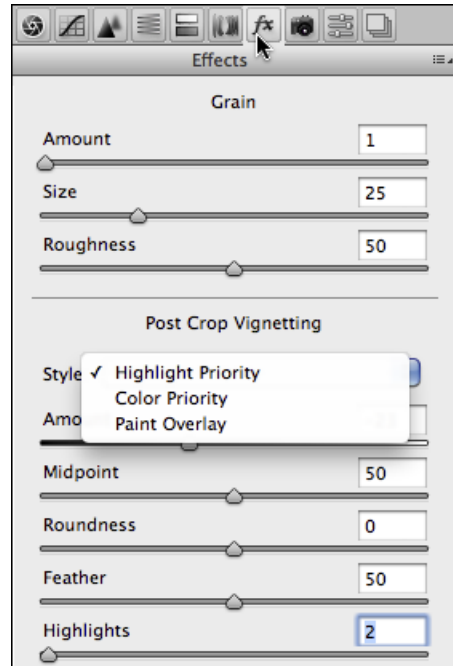 fx
Effects
Grain
Amount 1
Size 25
Roughness 50
Post Crop Vignetting
Style ✓ Highlight Priority
Color Priority
Paint Overlay
Amo
Midpoint 50
Roundness 0
Feather 50
Highlights 2